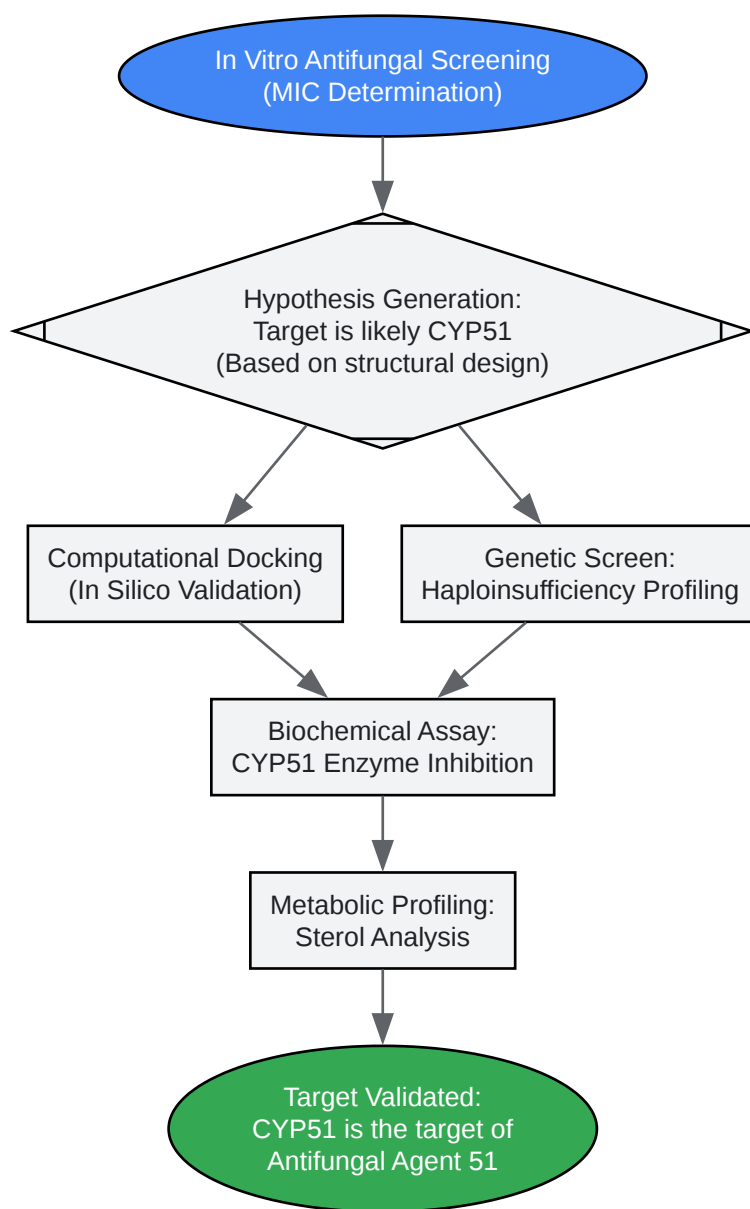 In Vitro Antifungal Screening
(MIC Determination)
Hypothesis Generation:
Target is likely CYP51
(Based on structural design)
Computational Docking
(In Silico Validation)
Genetic Screen:
Haploinsufficiency Profiling
Biochemical Assay:
CYP51 Enzyme Inhibition
Metabolic Profiling:
Sterol Analysis
Target Validated:
CYP51 is the target of
Antifungal Agent 51